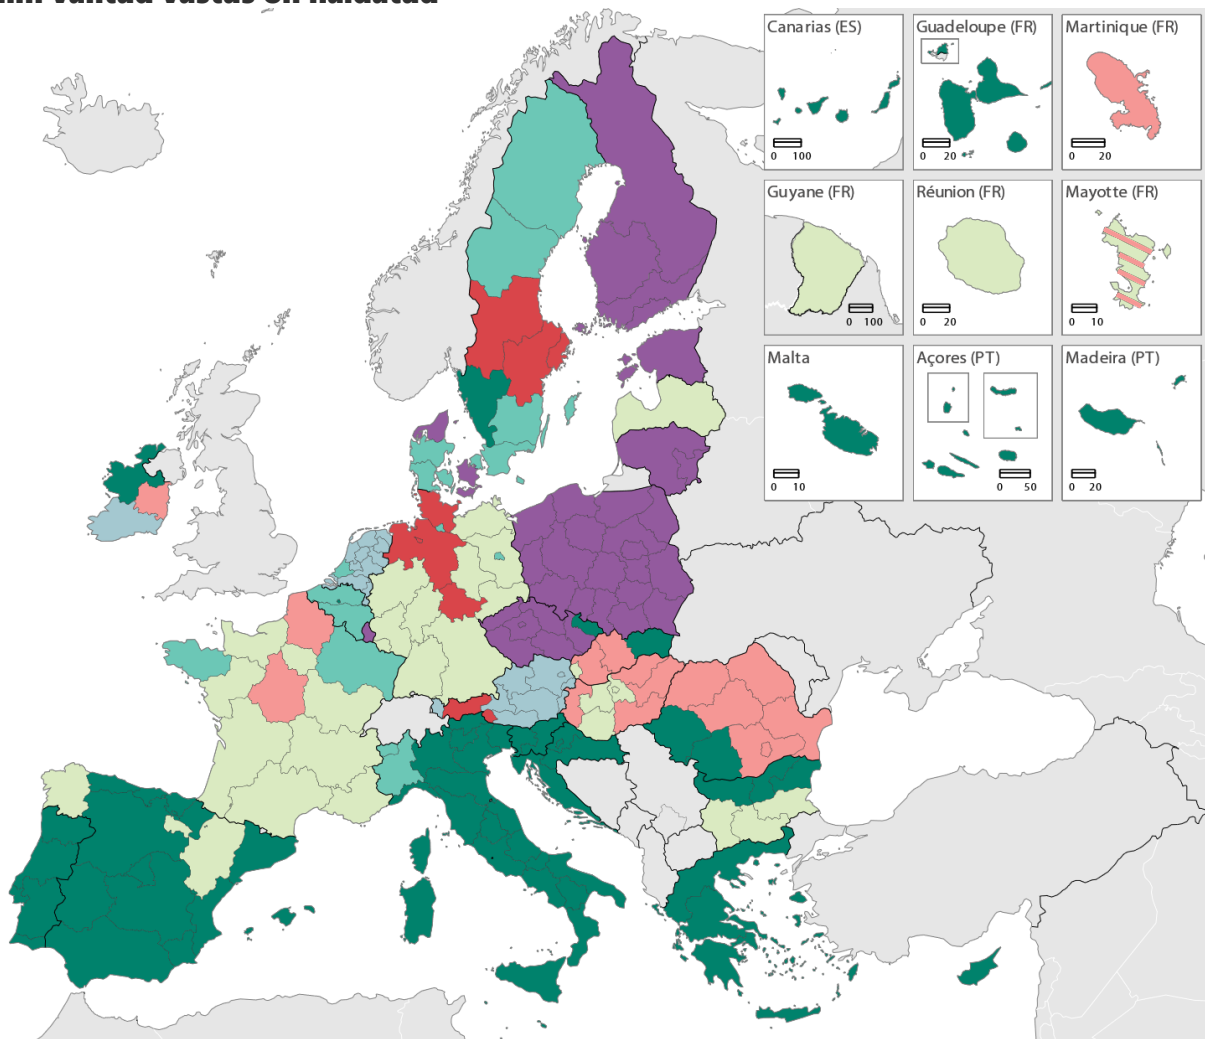 Canarias (ES)
0 100
Guadeloupe (FR)
0 20
Martinique (FR)
0 20
Guyane (FR)
0 100
Réunion (FR)
0 20
Mayotte (FR)
0 10
Malta
0 10
Açores (PT)
0 50
Madeira (PT)
0 20